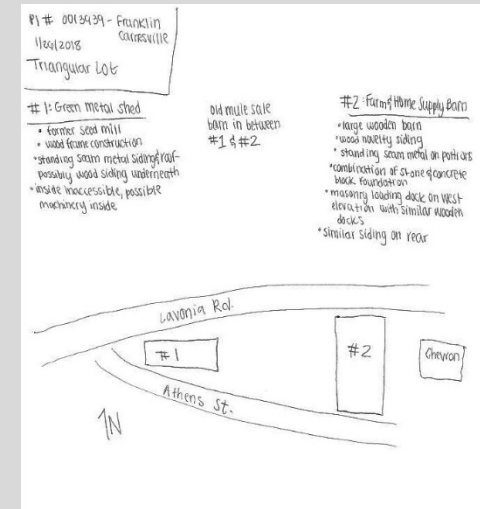 PI # 0013939 - Franklin
Carnesville
1/24/2018
Triangular Lot
#1: Green metal shed
• former seed mill
• wood frame construction
• standing seam metal siding & roof-
possibly wood siding underneath
• inside inaccessible, possible
machinery inside
old mule sale
barn in between
#1 & #2
#2: Farm & Home Supply Barn
• large wooden barn
• wood novelty siding
• standing seam metal on portions
• combination of stone & concrete
block foundation
• masonry loading dock on west
elevation with similar wooden
docks
• similar siding on rear
Lavonia Rd.
#1
#2
Chevron
Athens St.
N